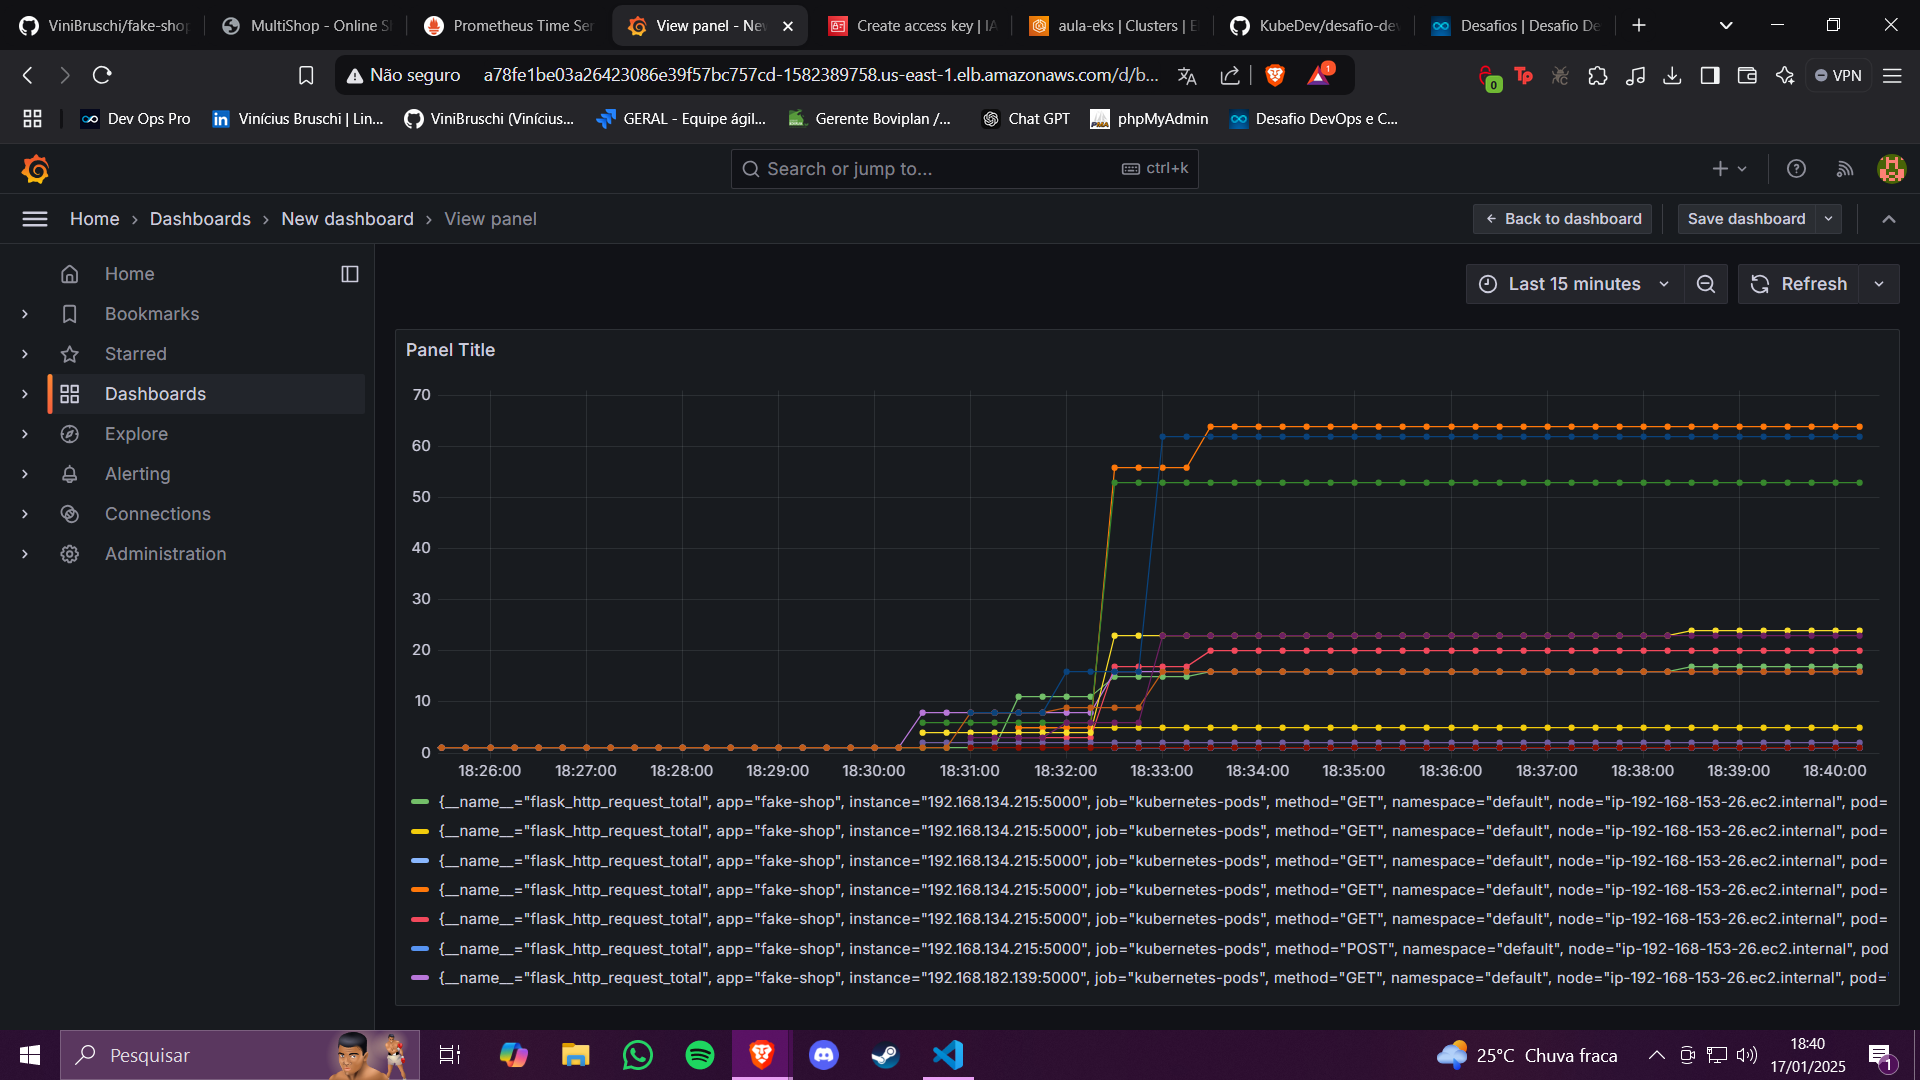 ViniBruschi/fake-shop
MultiShop - Online S
Prometheus Time Ser
View panel - New
Create access key | IA
aula-eks | Clusters | E
KubeDev/desafio-dev
Desafios | Desafio De
Não seguro a78fe1be03a26423086e39f57bc757cd-1582389758.us-east-1.elb.amazonaws.com/d/b...
1
0
Tp
VPN
Dev Ops Pro
Vinícius Bruschi | Lin...
ViniBruschi (Vinícius...
GERAL - Equipe ágil...
Gerente Boviplan /...
Chat GPT
phpMyAdmin
Desafio DevOps e C...
Search or jump to...
ctrl+k
Home › Dashboards › New dashboard › View panel
Back to dashboard
Save dashboard
Home
Bookmarks
Starred
Dashboards
Explore
Alerting
Connections
Administration
Last 15 minutes
Refresh
Panel Title
70
60
50
40
30
20
10
0
18:26:00 18:27:00 18:28:00 18:29:00 18:30:00 18:31:00 18:32:00 18:33:00 18:34:00 18:35:00 18:36:00 18:37:00 18:38:00 18:39:00 18:40:00
{__name__="flask_http_request_total", app="fake-shop", instance="192.168.134.215:5000", job="kubernetes-pods", method="GET", namespace="default", node="ip-192-168-153-26.ec2.internal", pod=
{__name__="flask_http_request_total", app="fake-shop", instance="192.168.134.215:5000", job="kubernetes-pods", method="GET", namespace="default", node="ip-192-168-153-26.ec2.internal", pod=
{__name__="flask_http_request_total", app="fake-shop", instance="192.168.134.215:5000", job="kubernetes-pods", method="GET", namespace="default", node="ip-192-168-153-26.ec2.internal", pod=
{__name__="flask_http_request_total", app="fake-shop", instance="192.168.134.215:5000", job="kubernetes-pods", method="GET", namespace="default", node="ip-192-168-153-26.ec2.internal", pod=
{__name__="flask_http_request_total", app="fake-shop", instance="192.168.134.215:5000", job="kubernetes-pods", method="GET", namespace="default", node="ip-192-168-153-26.ec2.internal", pod=
{__name__="flask_http_request_total", app="fake-shop", instance="192.168.134.215:5000", job="kubernetes-pods", method="POST", namespace="default", node="ip-192-168-153-26.ec2.internal", pod
{__name__="flask_http_request_total", app="fake-shop", instance="192.168.182.139:5000", job="kubernetes-pods", method="GET", namespace="default", node="ip-192-168-153-26.ec2.internal", pod="
Pesquisar
25°C Chuva fraca
18:40
17/01/2025
1